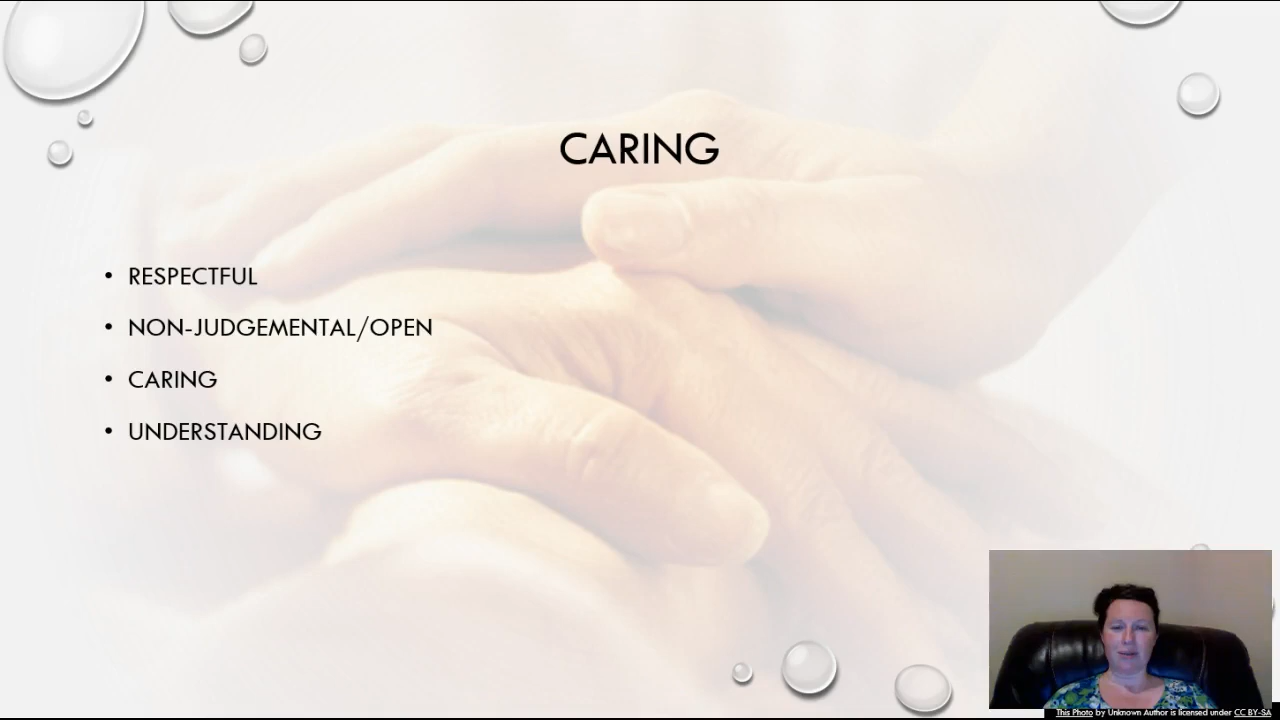 CARING
• RESPECTFUL
• NON-JUDGEMENTAL/OPEN
• CARING
• UNDERSTANDING
This Photo by Unknown Author is licensed under CC BY-SA